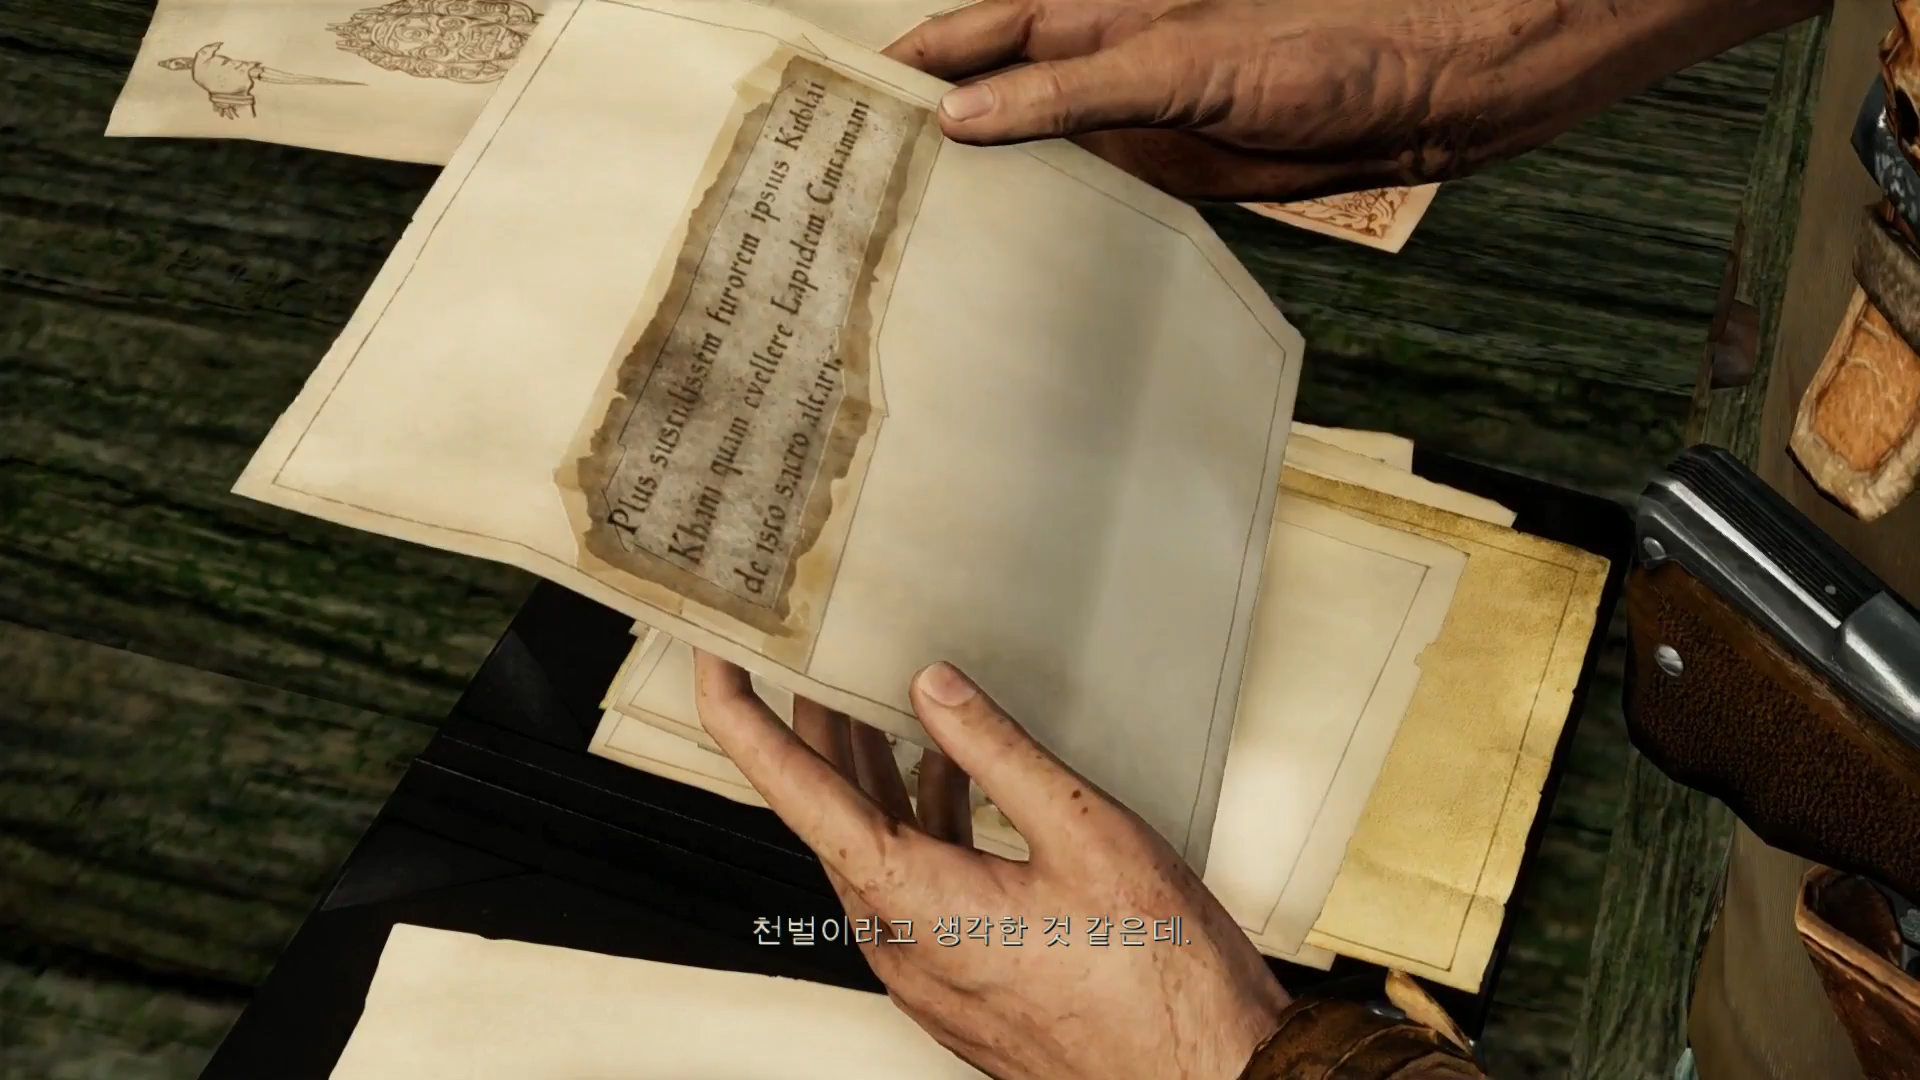 Plus sustulissem furorem ipsius Kublai
Khani quam evellere Lapidem Cintamani
de isto sacro altari.
천벌이라고 생각한 것 같은데.